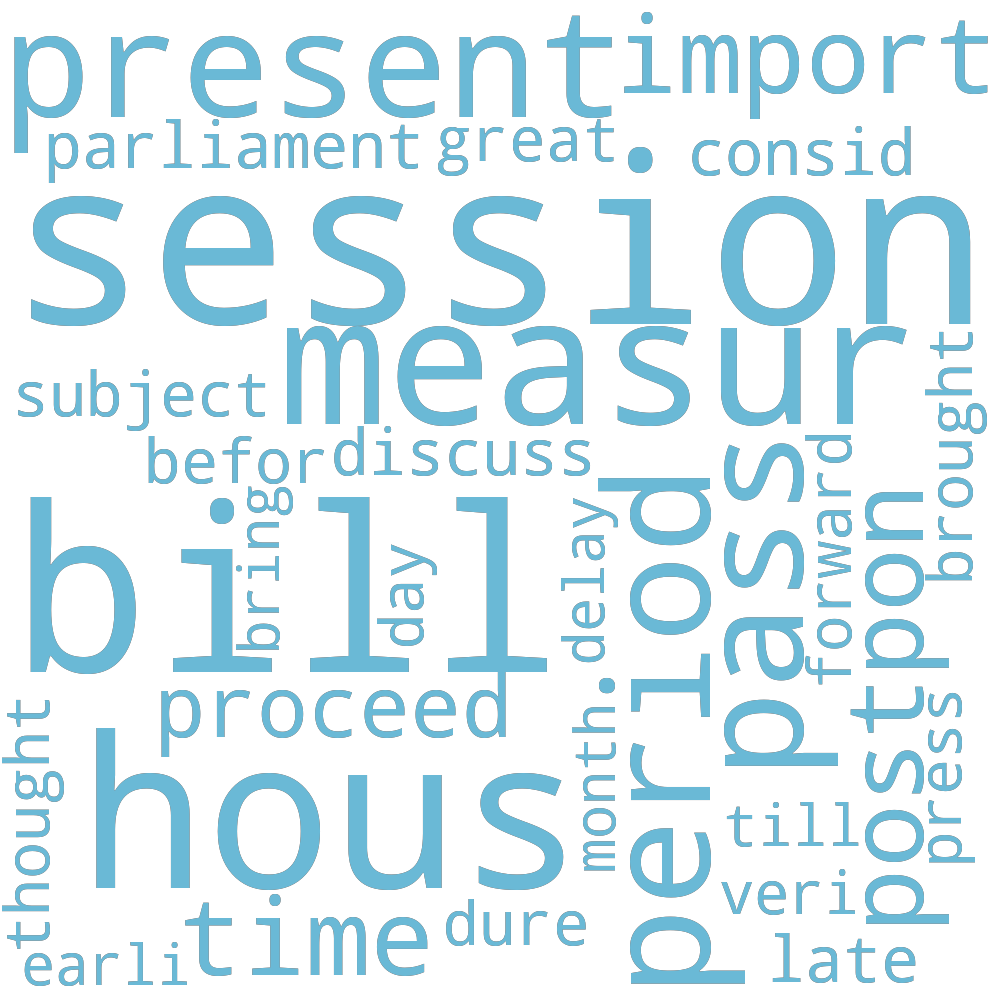 present
import
parliament
great
consid
session
measur
subject
befor
discuss
brought
bill
bring
day
delay
period
pass
forward
postpon
proceed
press
thought
hous
month
till
veri
time
dure
earli
late